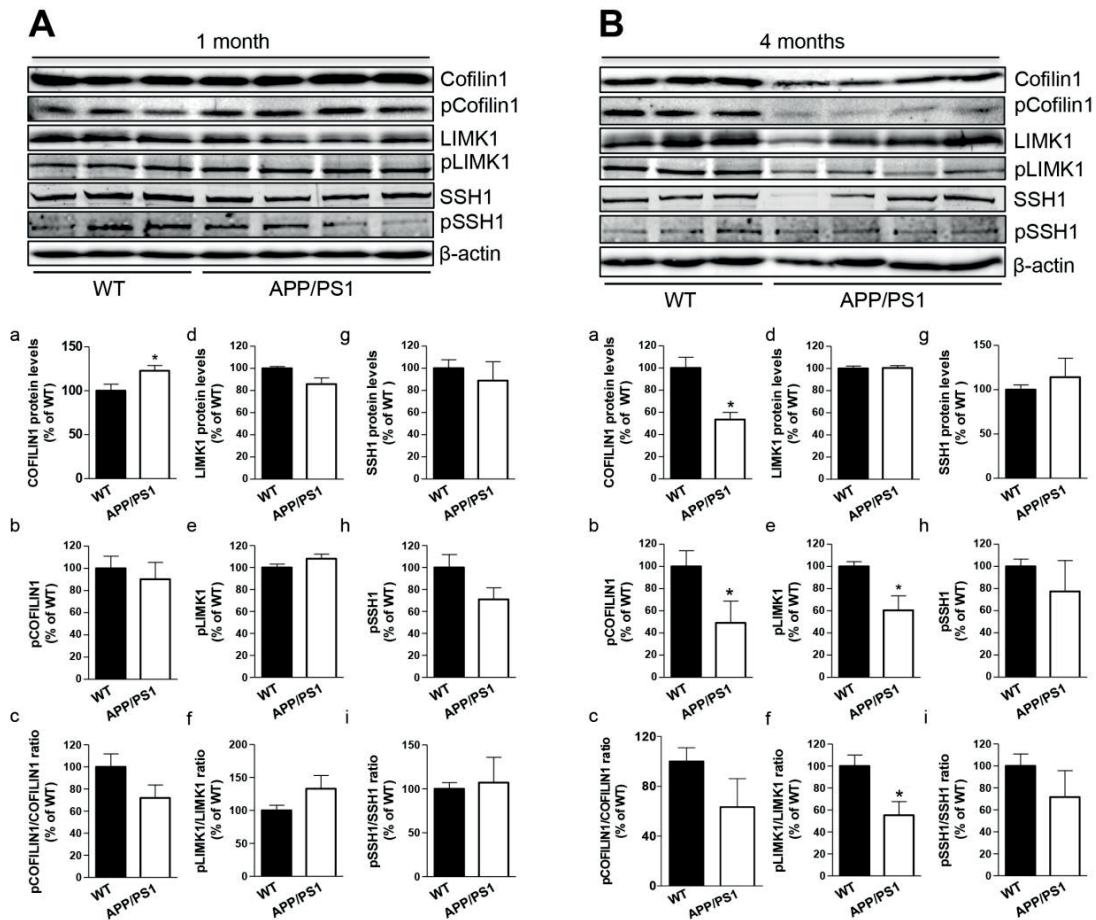 A
1 month
Cofilin1
pCofilin1
LIMK1
pLIMK1
SSH1
pSSH1
β-actin
WT
APP/PS1
a
COFILIN1 protein levels
(% of WT)
150
100
50
0
WT
APP/PS1
*
d
LIMK1 protein levels
(% of WT)
120
100
80
60
40
20
0
WT
APP/PS1
g
SSH1 protein levels
(% of WT )
120
100
80
60
40
20
0
WT
APP/PS1
b
pCOFILIN1
(% of WT)
120
100
80
60
40
20
0
WT
APP/PS1
e
pLIMK1
(% of WT)
120
100
80
60
40
20
0
WT
APP/PS1
h
pSSH1
(% of WT)
120
100
80
60
40
20
0
WT
APP/PS1
c
pCOFILIN1/COFILIN1 ratio
(% of WT)
120
100
80
60
40
20
0
WT
APP/PS1
f
pLIMK1/LIMK1 ratio
(% of WT)
200
150
100
50
0
WT
APP/PS1
i
pSSH1/SSH1 ratio
(% of WT)
150
100
50
0
WT
APP/PS1
B
4 months
Cofilin1
pCofilin1
LIMK1
pLIMK1
SSH1
pSSH1
β-actin
WT
APP/PS1
a
COFILIN1 protein levels
(% of WT)
120
100
80
60
40
20
0
WT
APP/PS1
*
d
LIMK1 protein levels
(% of WT)
120
100
80
60
40
20
0
WT
APP/PS1
g
SSH1 protein levels
(% of WT )
150
100
50
0
WT
APP/PS1
b
pCOFILIN1
(% of WT)
120
100
80
60
40
20
0
WT
APP/PS1
*
e
pLIMK1
(% of WT)
120
100
80
60
40
20
0
WT
APP/PS1
*
h
pSSH1
(% of WT)
120
100
80
60
40
20
0
WT
APP/PS1
c
pCOFILIN1/COFILIN1 ratio
(% of WT)
120
80
40
0
WT
APP/PS1
f
pLIMK1/LIMK1 ratio
(% of WT)
120
100
80
60
40
20
0
WT
APP/PS1
*
i
pSSH1/SSH1 ratio
(% of WT)
120
100
80
60
40
20
0
WT
APP/PS1